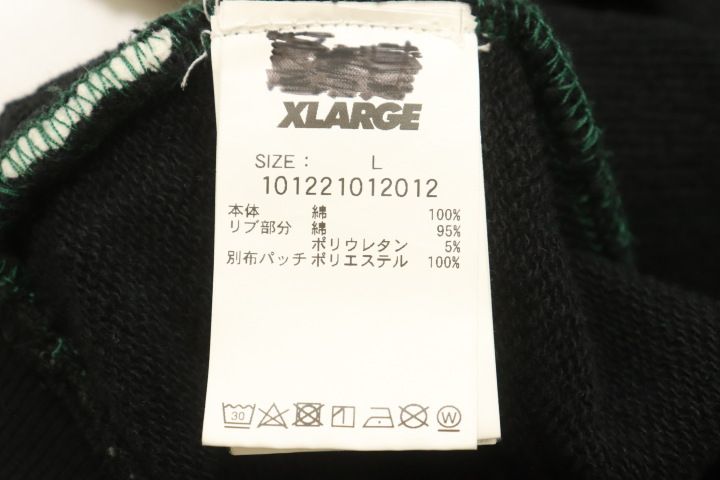 XLARGE
SIZE : L
101221012012
本体 綿 100%
リブ部分 綿 95%
ポリウレタン 5%
別布パッチ ポリエステル 100%
30 W